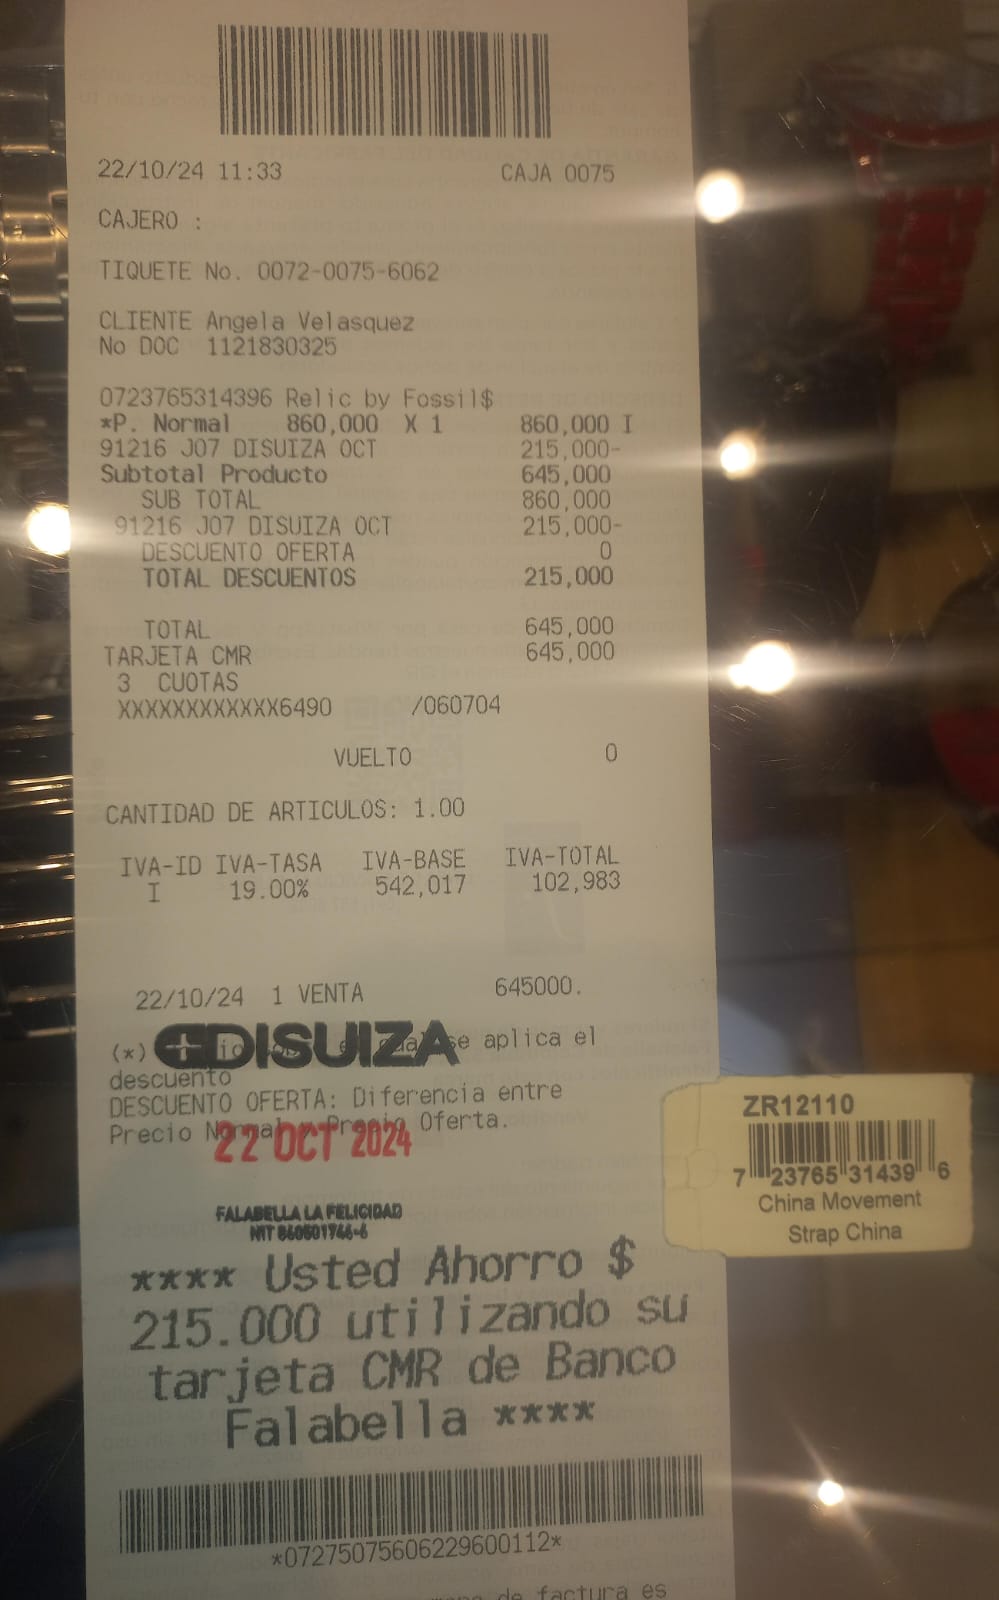 22/10/24 11:33 CAJA 0075
CAJERO :
TIQUETE No. 0072-0075-6062
CLIENTE Angela Velasquez
No DOC 1121830325
0723765314396 Relic by Fossil$
*P. Normal 860,000 X 1 860,000 I
91216 J07 DISUIZA OCT 215,000-
Subtotal Producto 645,000
SUB TOTAL 860,000
91216 J07 DISUIZA OCT 215,000-
DESCUENTO OFERTA 0
TOTAL DESCUENTOS 215,000
TOTAL 645,000
TARJETA CMR 645,000
3 CUOTAS
XXXXXXXXXXXX6490 /060704
VUELTO 0
CANTIDAD DE ARTICULOS: 1.00
IVA-ID IVA-TASA IVA-BASE IVA-TOTAL
I 19.00% 542,017 102,983
22/10/24 1 VENTA 645000.
DISUIZA
(*) se aplica el
descuento
DESCUENTO OFERTA: Diferencia entre
Precio Normal Precio Oferta.
22 OCT 2024
FALABELLA LA FELICIDAD
NIT
**** Usted Ahorro $
215.000 utilizando su
tarjeta CMR de Banco
Falabella ****
*07275075606229600112*
de factura es
ZR12110
7 23765 31439 6
China Movement
Strap China